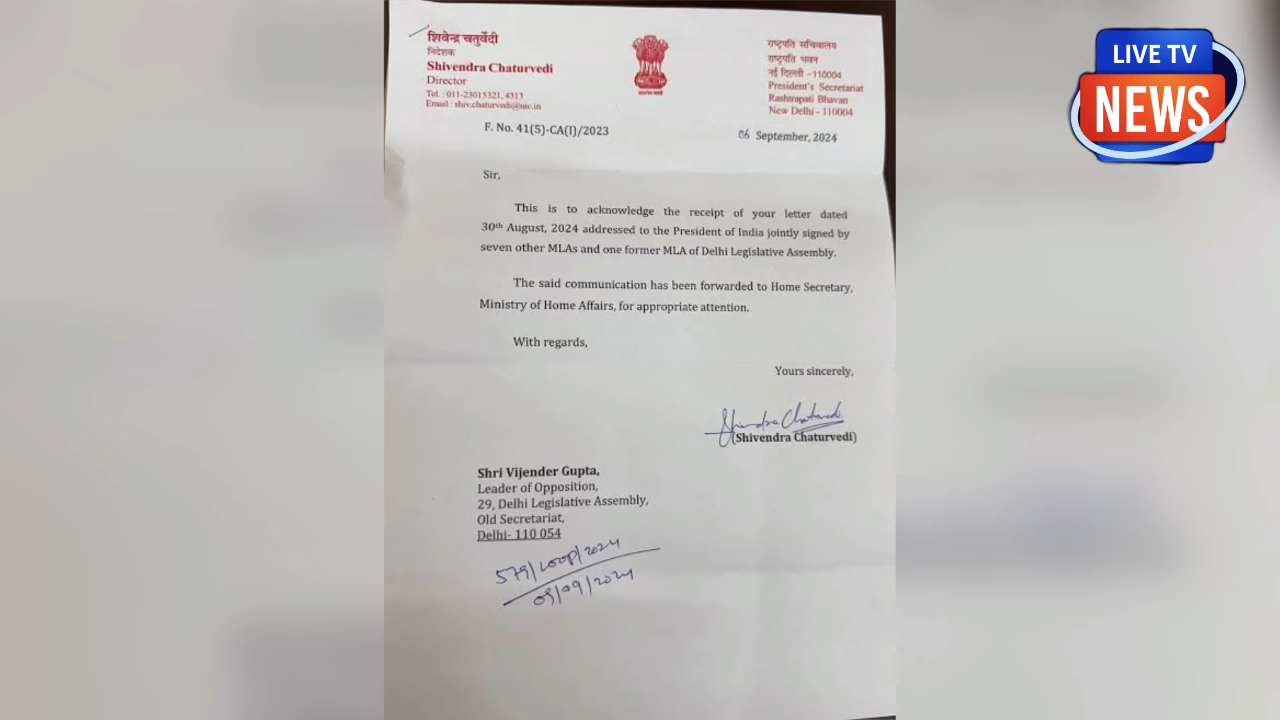 शिवेन्द्र चतुर्वेदी
निदेशक
Shivendra Chaturvedi
Director
Tel. : 011-23015321, 4313
Email : shiv.chaturvedi@nic.in
राष्ट्रपति सचिवालय
राष्ट्रपति भवन
नई दिल्ली -110004
President's Secretariat
Rashtrapati Bhavan
New Delhi - 110004
LIVE TV
NEWS
F. No. 41(5)-CA(I)/2023
06 September, 2024
Sir,
This is to acknowledge the receipt of your letter dated
30th August, 2024 addressed to the President of India jointly signed by
seven other MLAs and one former MLA of Delhi Legislative Assembly.
The said communication has been forwarded to Home Secretary,
Ministry of Home Affairs, for appropriate attention.
With regards,
Yours sincerely,
Shivendra Chaturvedi
(Shivendra Chaturvedi)
Shri Vijender Gupta,
Leader of Opposition,
29, Delhi Legislative Assembly,
Old Secretariat,
Delhi- 110 054
579/LOOP/2024
09/09/2024